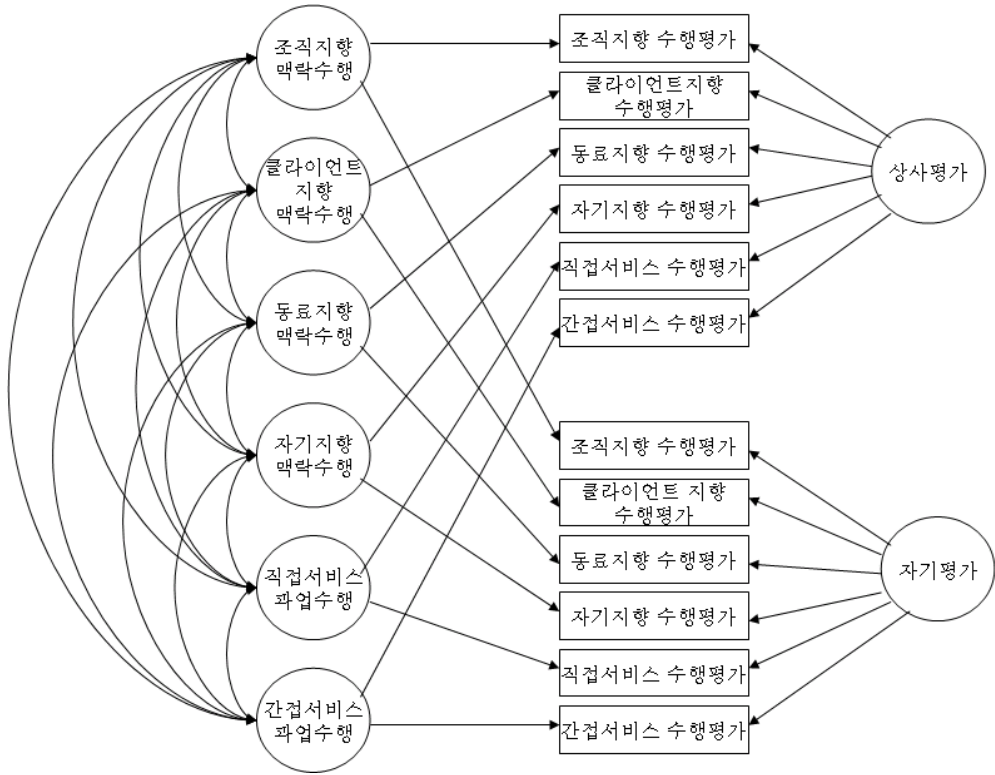 조직지향
맥락수행
클라이언트
지향
맥락수행
동료지향
맥락수행
자기지향
맥락수행
직접서비스
과업수행
간접서비스
과업수행
조직지향 수행평가
클라이언트지향
수행평가
동료지향 수행평가
자기지향 수행평가
직접서비스 수행평가
간접서비스 수행평가
조직지향 수행평가
클라이언트 지향
수행평가
동료지향 수행평가
자기지향 수행평가
직접서비스 수행평가
간접서비스 수행평가
상사평가
자기평가